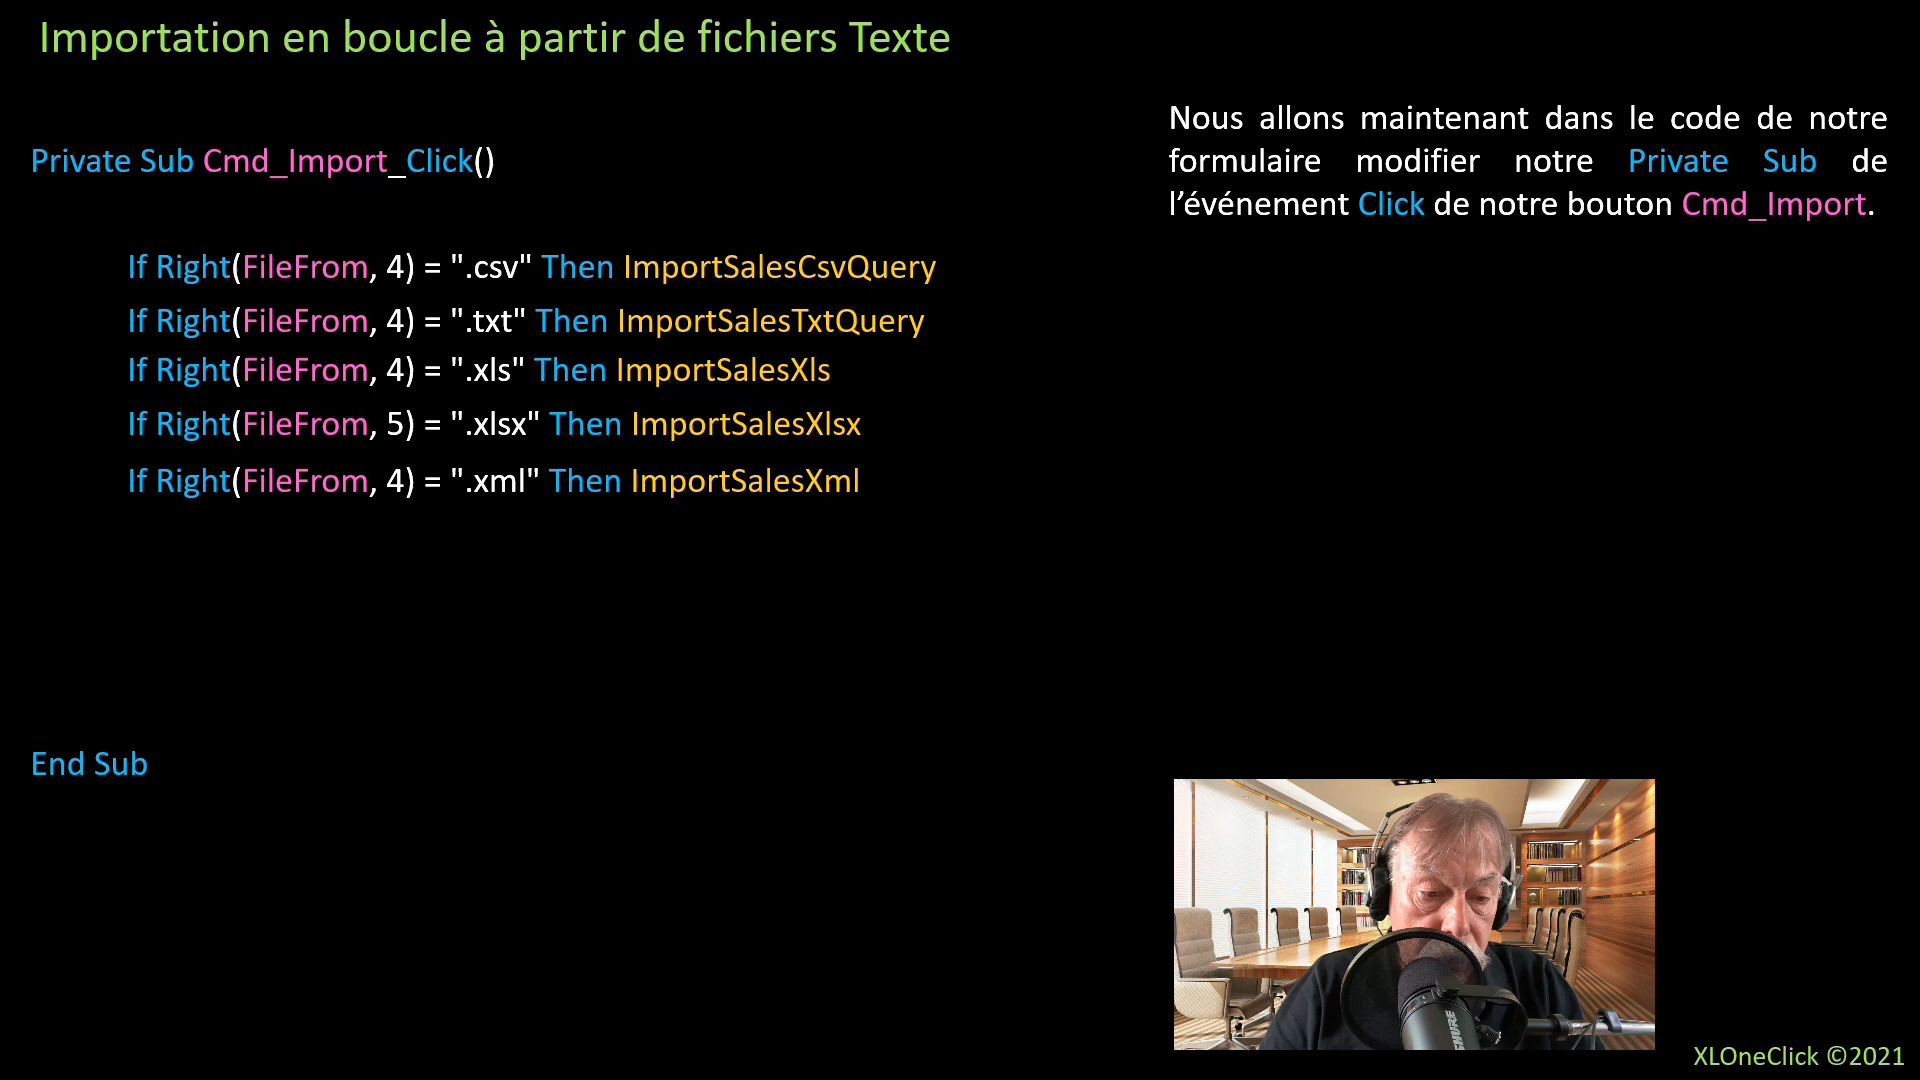 Importation en boucle à partir de fichiers Texte
Private Sub Cmd_Import_Click()
If Right(FileFrom, 4) = ".csv" Then ImportSalesCsvQuery
If Right(FileFrom, 4) = ".txt" Then ImportSalesTxtQuery
If Right(FileFrom, 4) = ".xls" Then ImportSalesXls
If Right(FileFrom, 5) = ".xlsx" Then ImportSalesXlsx
If Right(FileFrom, 4) = ".xml" Then ImportSalesXml
End Sub
Nous allons maintenant dans le code de notre
formulaire modifier notre Private Sub de
l’événement Click de notre bouton Cmd_Import.
SHURE
XLOneClick ©2021